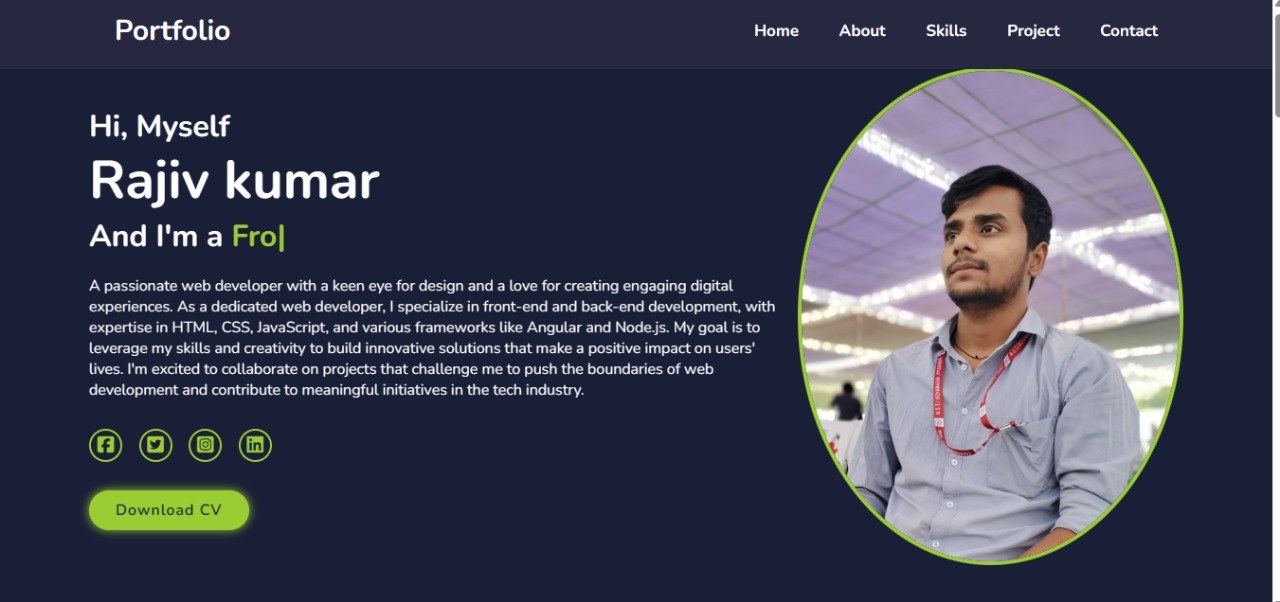 Portfolio
Home About Skills Project Contact
Hi, Myself
Rajiv kumar
And I'm a Fro|
A passionate web developer with a keen eye for design and a love for creating engaging digital
experiences. As a dedicated web developer, I specialize in front-end and back-end development, with
expertise in HTML, CSS, JavaScript, and various frameworks like Angular and Node.js. My goal is to
leverage my skills and creativity to build innovative solutions that make a positive impact on users'
lives. I'm excited to collaborate on projects that challenge me to push the boundaries of web
development and contribute to meaningful initiatives in the tech industry.
Download CV